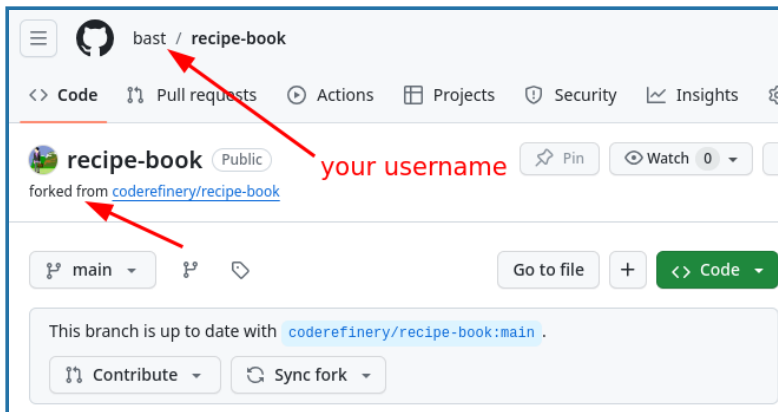 bast / recipe-book
Code Pull requests Actions Projects Security Insights
recipe-book Public your username Pin Watch 0
forked from coderefinery/recipe-book
main Go to file + Code
This branch is up to date with coderefinery/recipe-book:main.
Contribute Sync fork